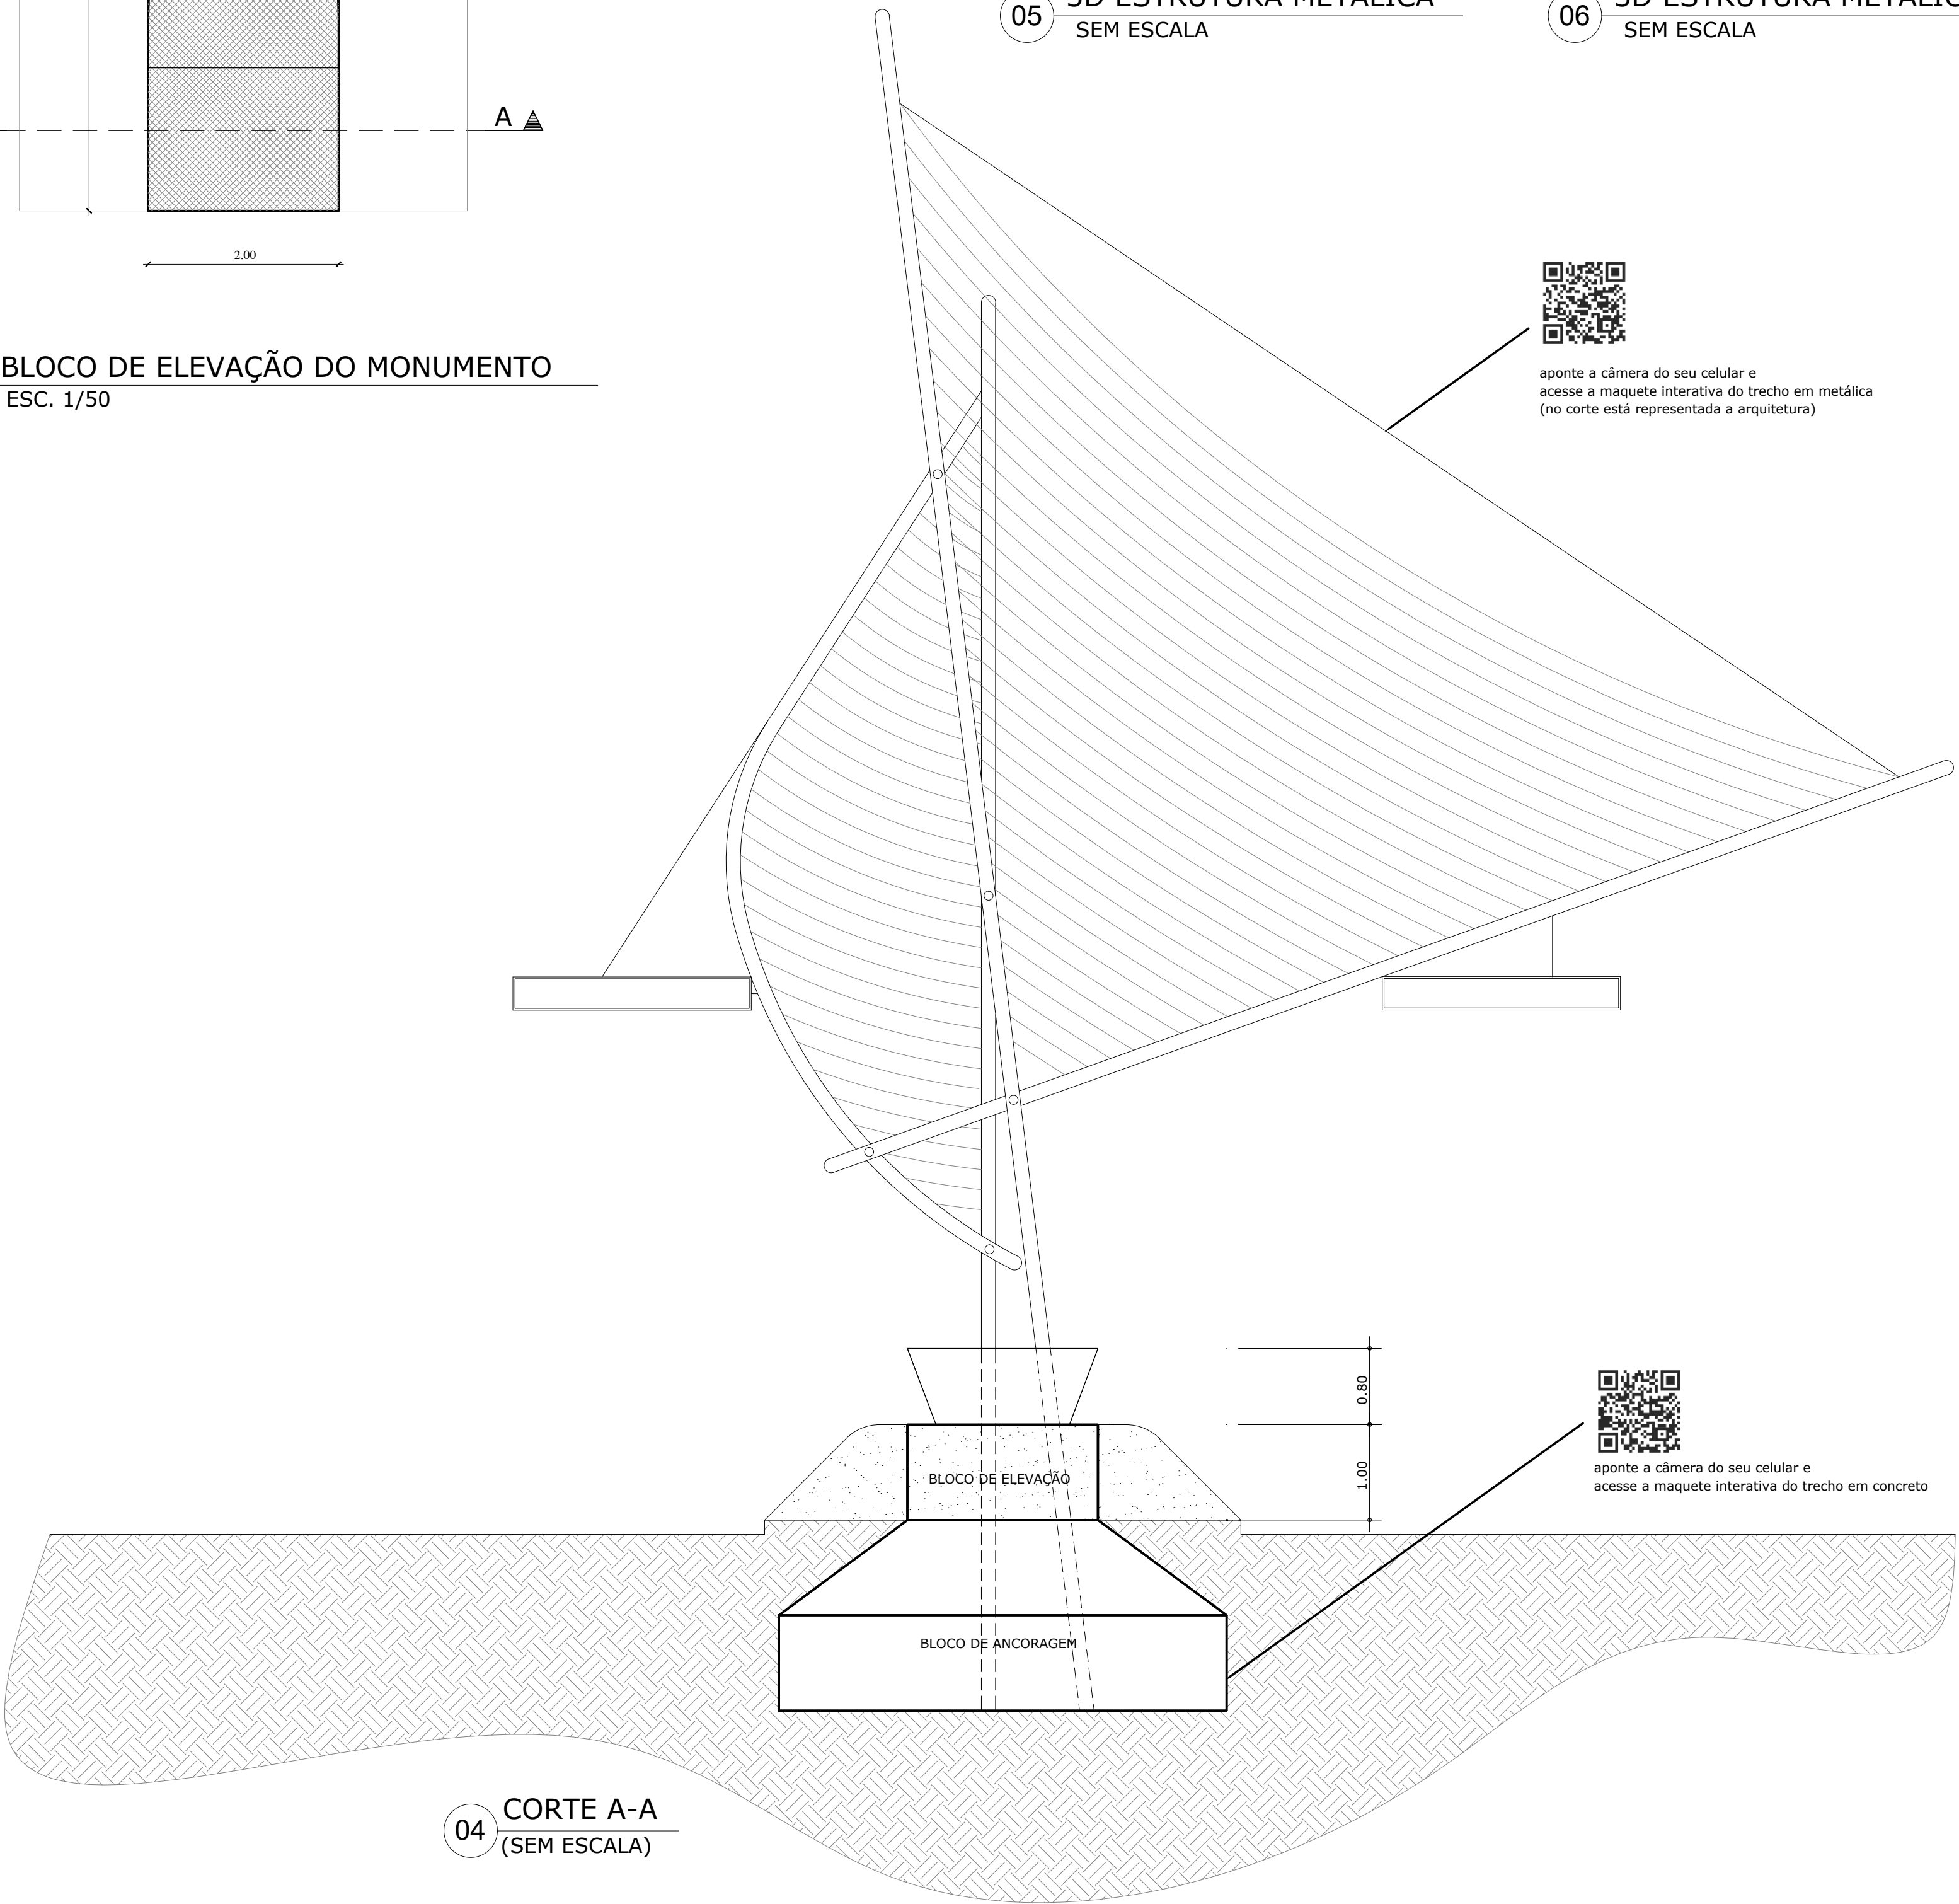 3D ESTRUTURA METÁLICA
05
SEM ESCALA
06
SEM ESCALA
A
2.00
BLOCO DE ELEVAÇÃO DO MONUMENTO
ESC. 1/50
aponte a câmera do seu celular e
acesse a maquete interativa do trecho em metálica
(no corte está representada a arquitetura)
0.80
1.00
BLOCO DE ELEVAÇÃO
aponte a câmera do seu celular e
acesse a maquete interativa do trecho em concreto
BLOCO DE ANCORAGEM
04
CORTE A-A
(SEM ESCALA)